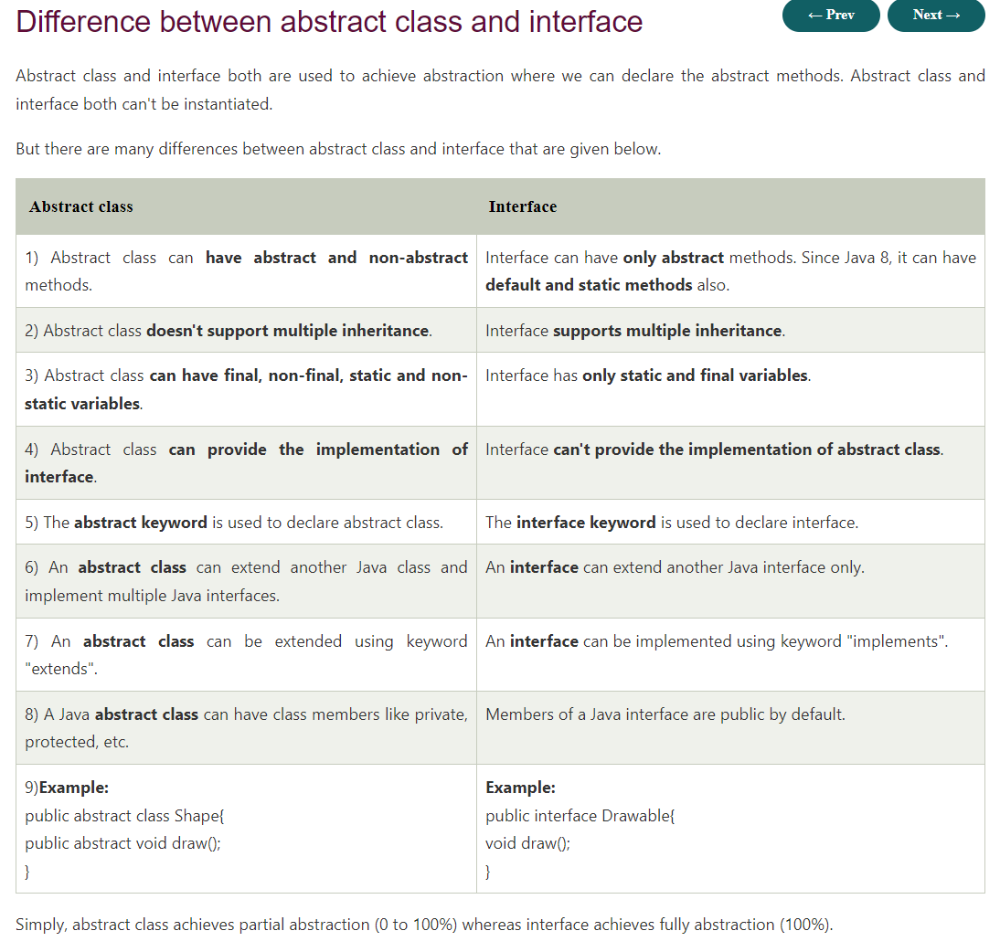 Difference between abstract class and interface
← Prev
Next →
Abstract class and interface both are used to achieve abstraction where we can declare the abstract methods. Abstract class and
interface both can't be instantiated.
But there are many differences between abstract class and interface that are given below.
Abstract class
Interface
1) Abstract class can have abstract and non-abstract
methods.
Interface can have only abstract methods. Since Java 8, it can have
default and static methods also.
2) Abstract class doesn't support multiple inheritance.
Interface supports multiple inheritance.
3) Abstract class can have final, non-final, static and non-
static variables.
Interface has only static and final variables.
4) Abstract class can provide the implementation of
interface.
Interface can't provide the implementation of abstract class.
5) The abstract keyword is used to declare abstract class.
The interface keyword is used to declare interface.
6) An abstract class can extend another Java class and
implement multiple Java interfaces.
An interface can extend another Java interface only.
7) An abstract class can be extended using keyword
"extends".
An interface can be implemented using keyword "implements".
8) A Java abstract class can have class members like private,
protected, etc.
Members of a Java interface are public by default.
9)Example:
public abstract class Shape{
public abstract void draw();
}
Example:
public interface Drawable{
void draw();
}
Simply, abstract class achieves partial abstraction (0 to 100%) whereas interface achieves fully abstraction (100%).